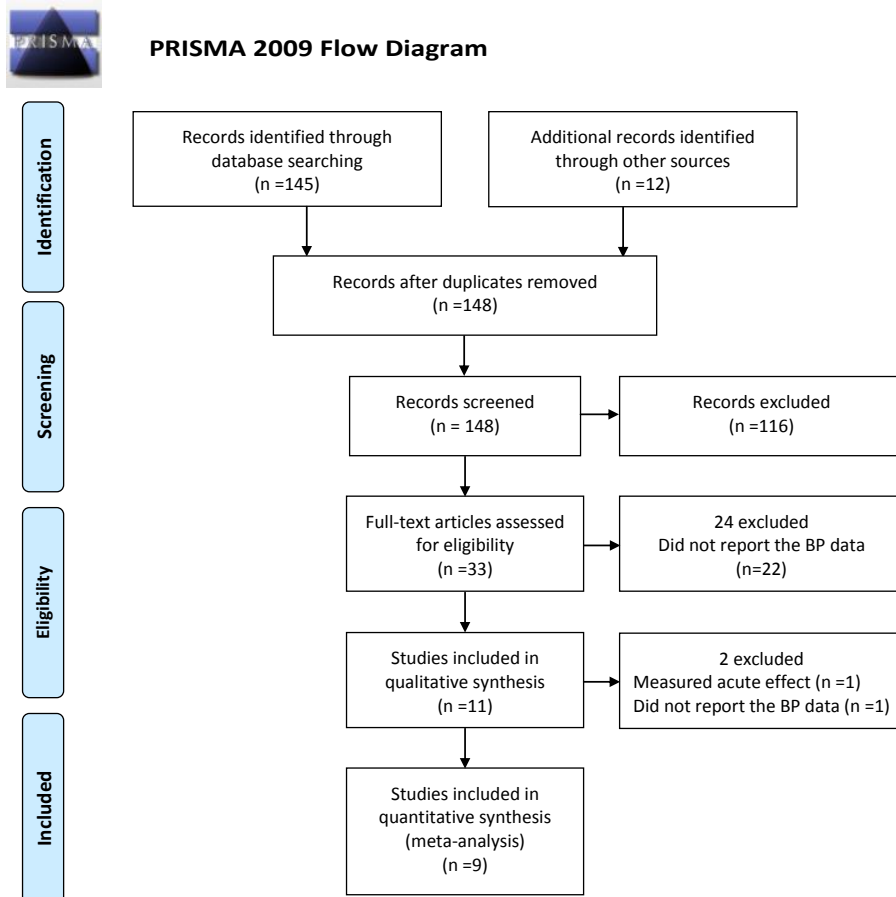 PRISMA
PRISMA 2009 Flow Diagram
Identification
Records identified through
database searching
(n =145)
Additional records identified
through other sources
(n =12)
Records after duplicates removed
(n =148)
Screening
Records screened
(n = 148)
Records excluded
(n =116)
Eligibility
Full-text articles assessed
for eligibility
(n =33)
24 excluded
Did not report the BP data
(n=22)
Studies included in
qualitative synthesis
(n =11)
2 excluded
Measured acute effect (n =1)
Did not report the BP data (n =1)
Included
Studies included in
quantitative synthesis
(meta-analysis)
(n =9)